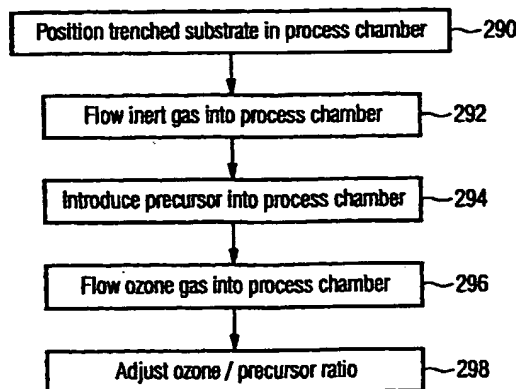 Position trenched substrate in process chamber 290
Flow inert gas into process chamber 292
Introduce precursor into process chamber 294
Flow ozone gas into process chamber 296
Adjust ozone / precursor ratio 298